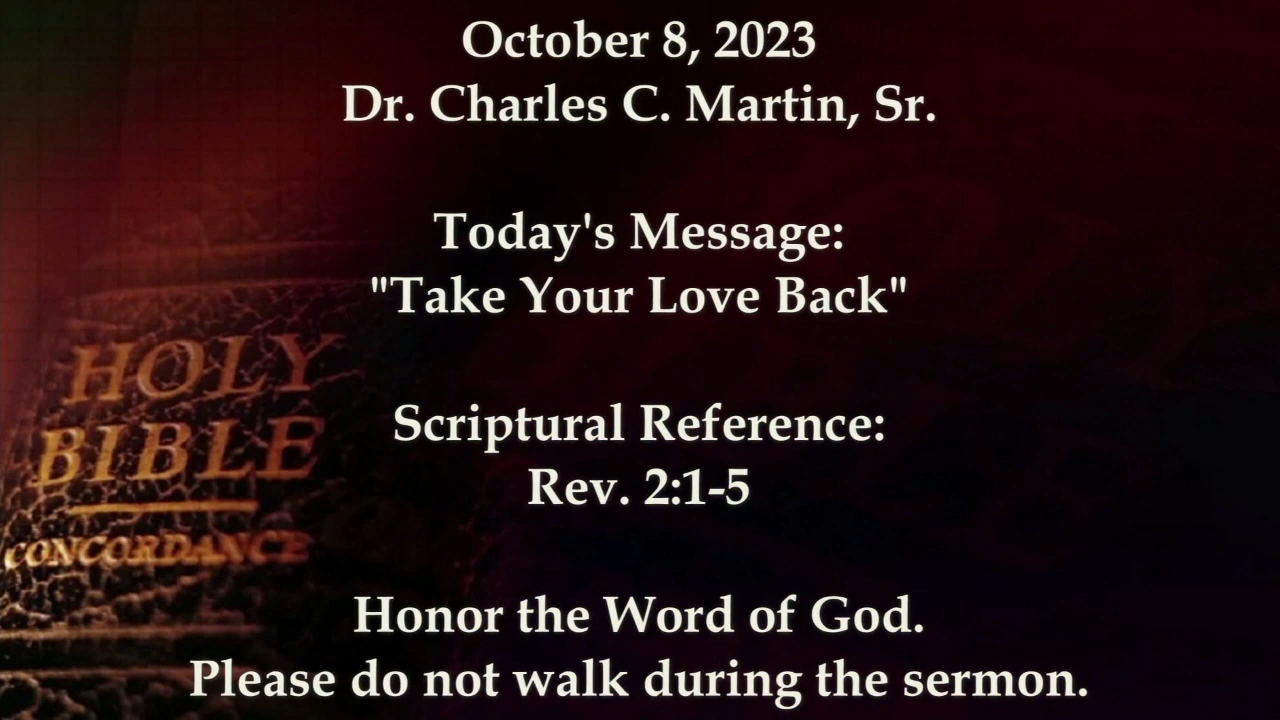 October 8, 2023
Dr. Charles C. Martin, Sr.
Today's Message:
"Take Your Love Back"
Scriptural Reference:
Rev. 2:1-5
Honor the Word of God.
Please do not walk during the sermon.
HOLY
BIBLE
CONCORDANCE